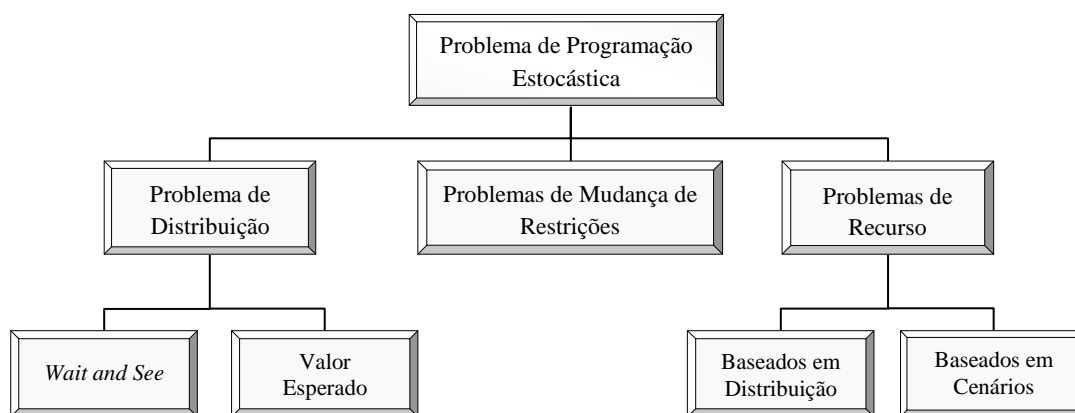 Problema de Programação
Estocástica
Problema de
Distribuição
Problemas de Mudança de
Restrições
Problemas de
Recurso
Wait and See
Valor
Esperado
Baseados em
Distribuição
Baseados em
Cenários